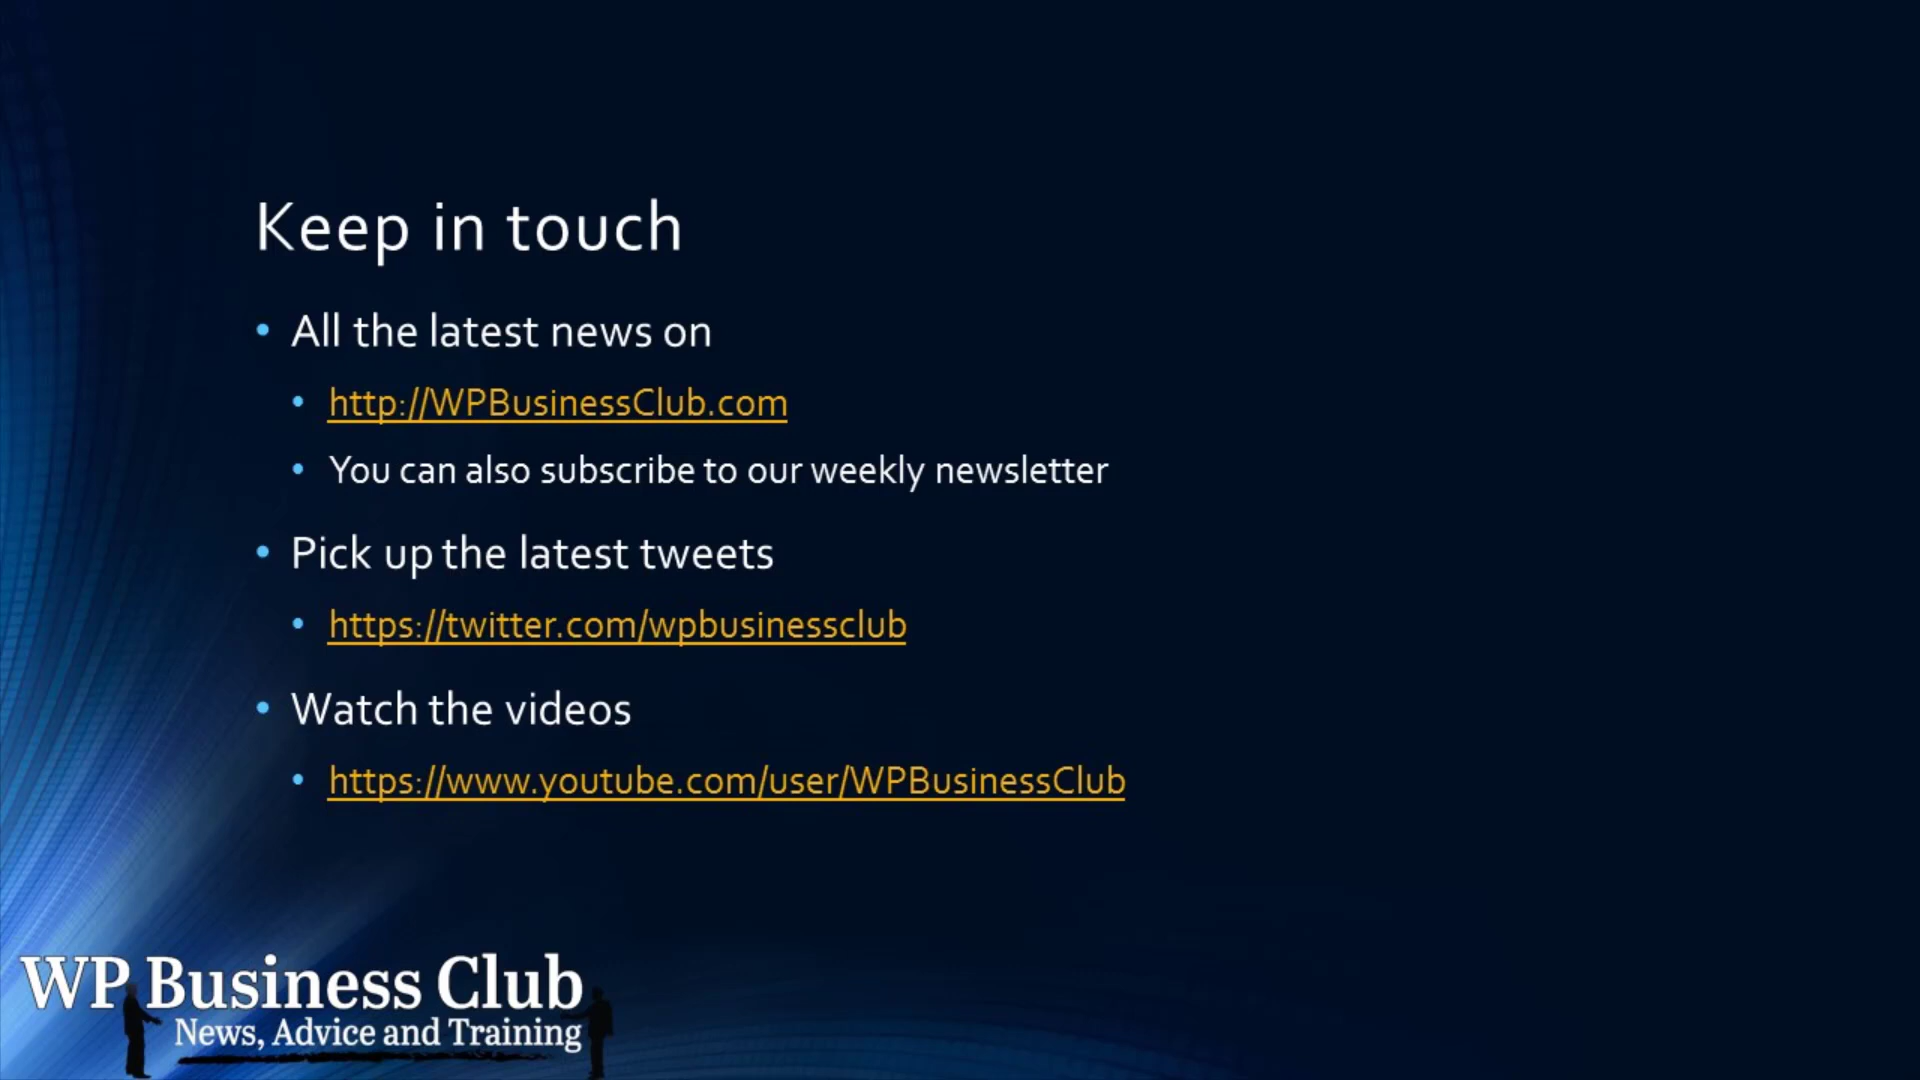 Keep in touch
• All the latest news on
• http://WPBusinessClub.com
• You can also subscribe to our weekly newsletter
• Pick up the latest tweets
• https://twitter.com/wpbusinessclub
• Watch the videos
• https://www.youtube.com/user/WPBusinessClub
WP Business Club
News, Advice and Training